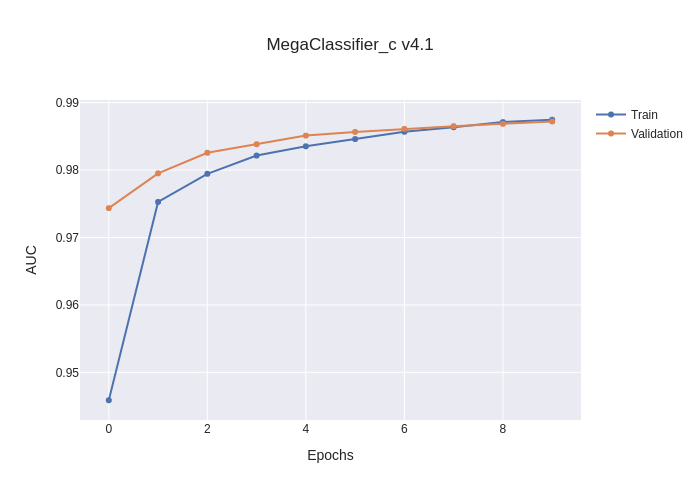 MegaClassifier_c v4.1
0.99
0.98
0.97
0.96
0.95
AUC
0 2 4 6 8
Epochs
Train
Validation